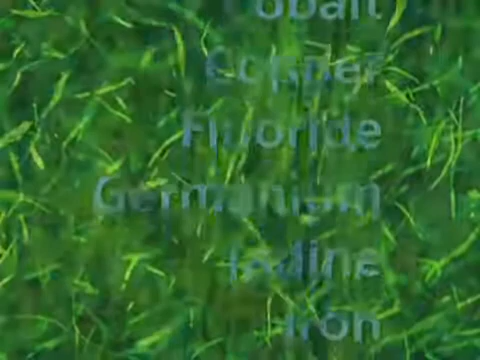 Cobalt
Copper
Fluoride
Germanium
Iodine
Iron